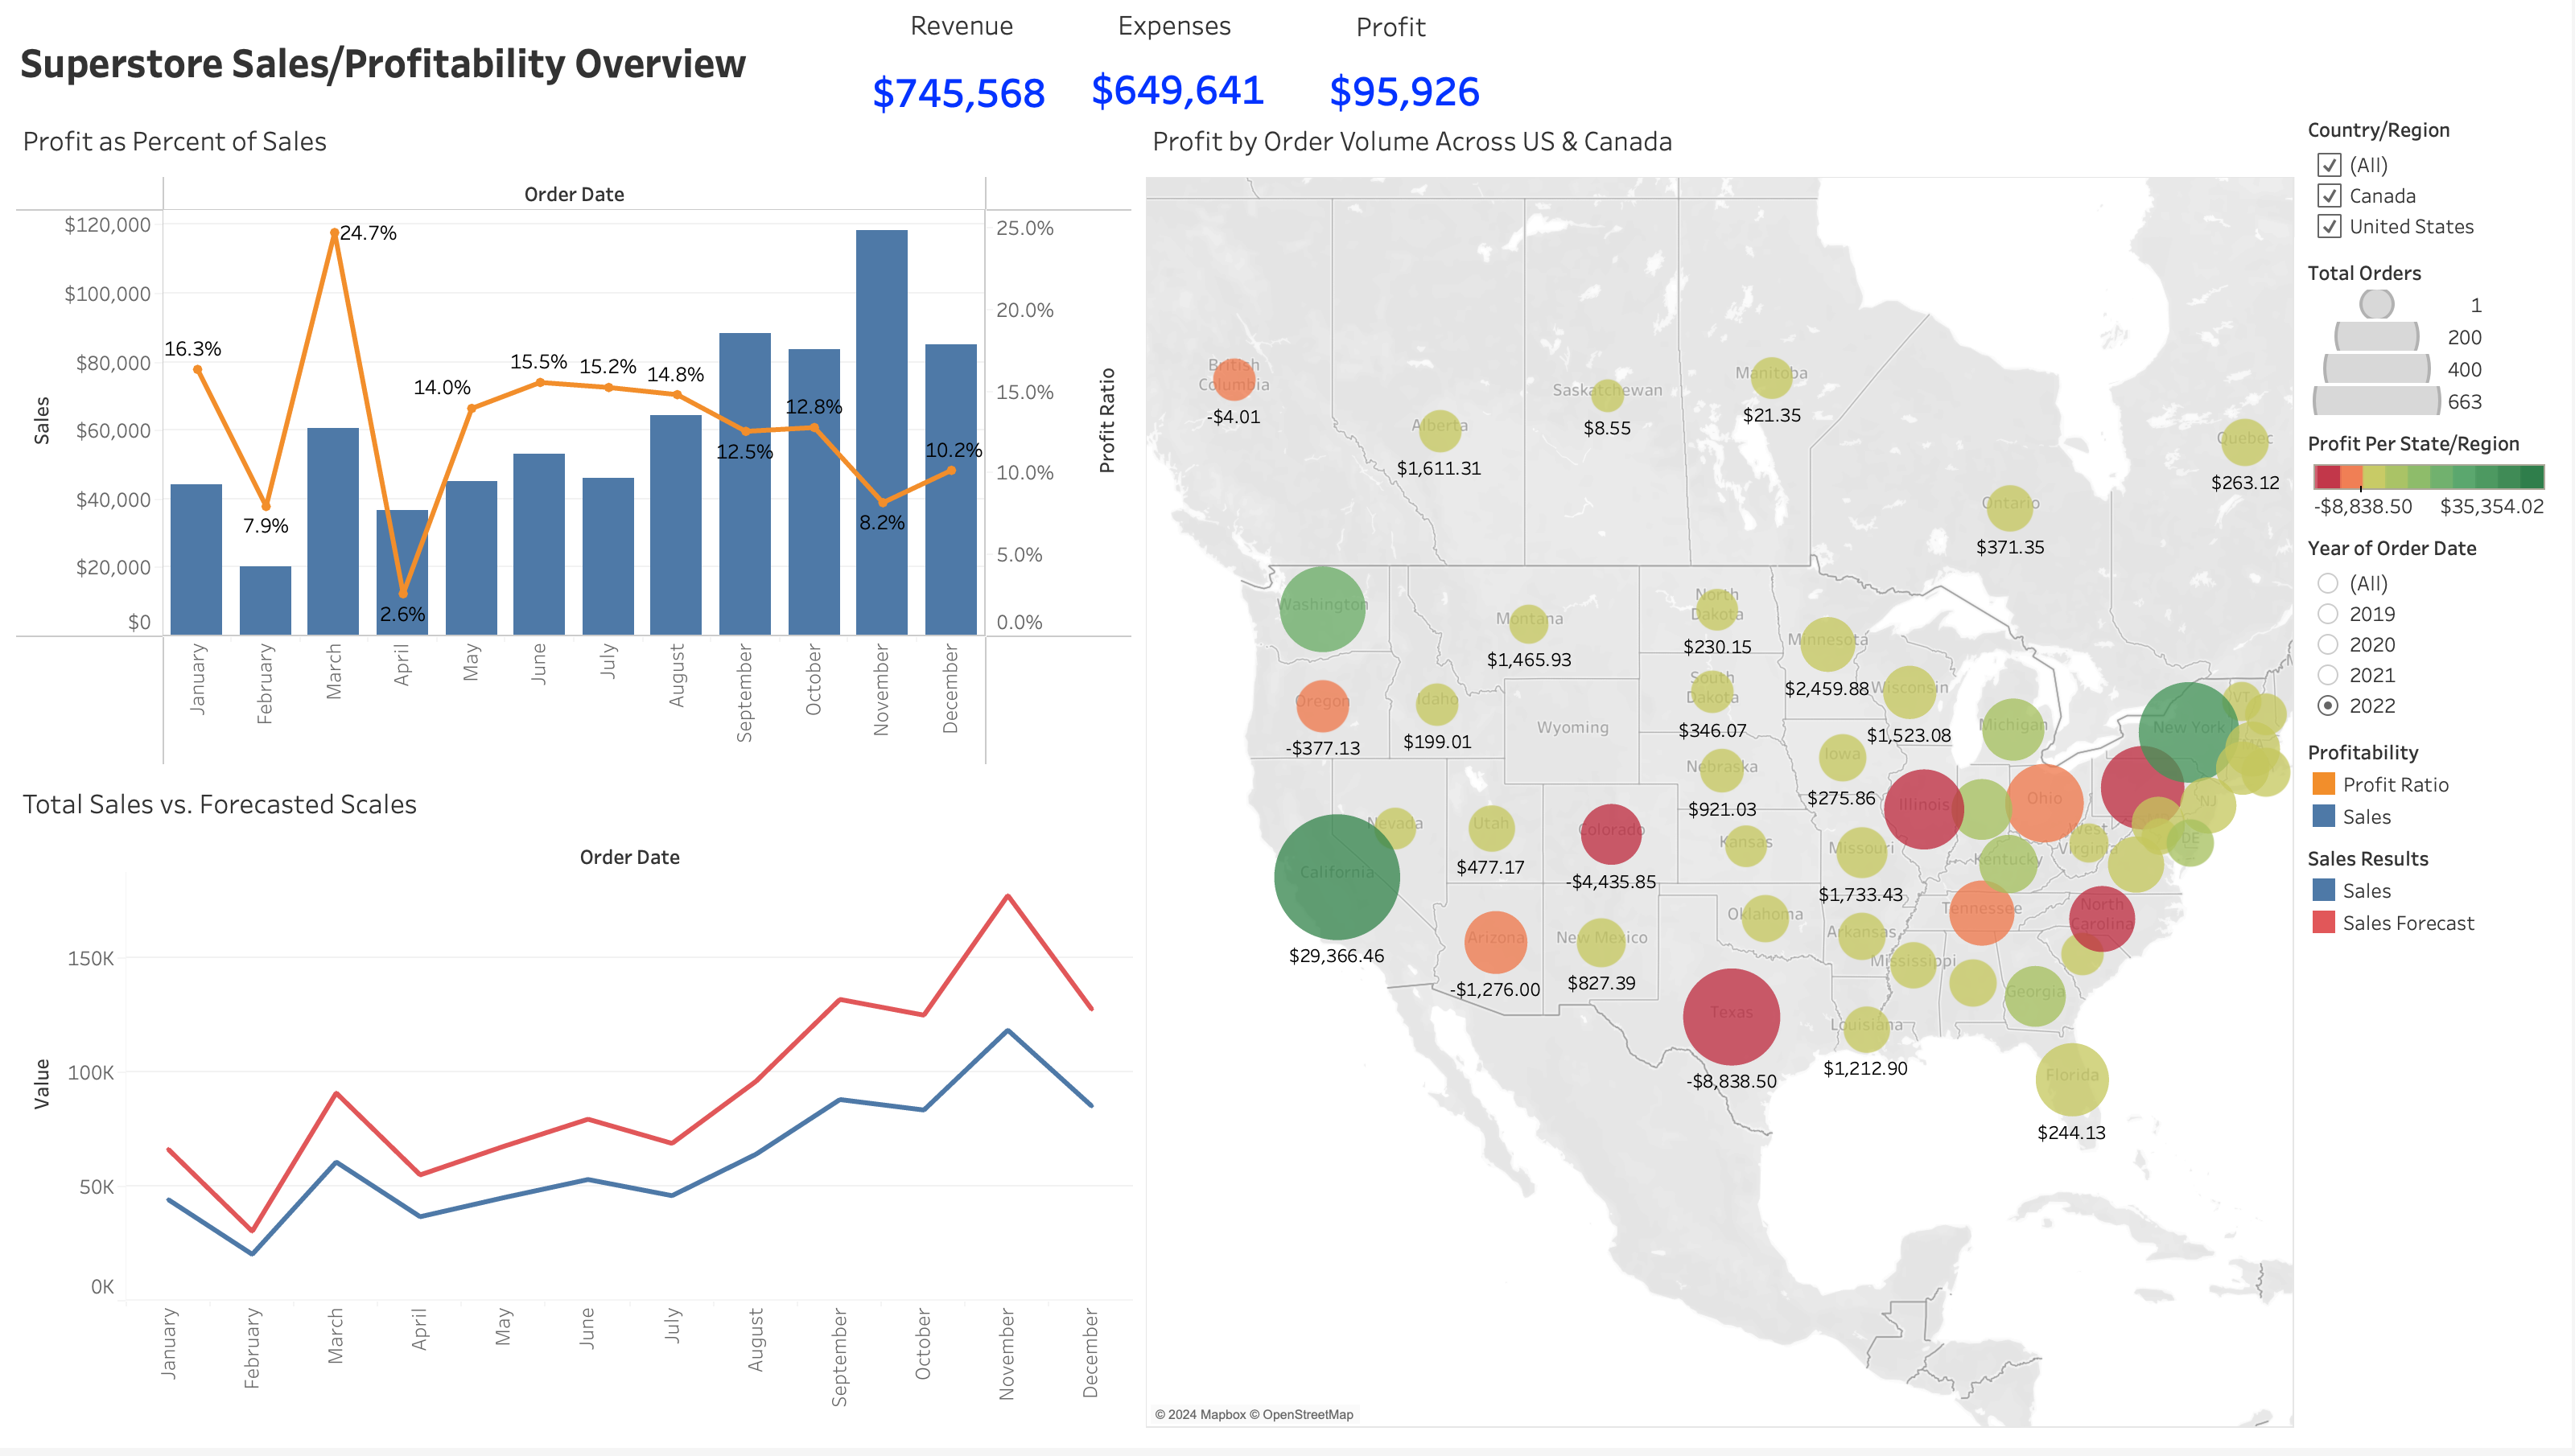 Superstore Sales/Profitability Overview
Revenue
Expenses
Profit
$745,568
$649,641
$95,926
Profit as Percent of Sales
Order Date
Sales
$120,000
$100,000
$80,000
$60,000
$40,000
$20,000
$0
25.0%
20.0%
15.0%
10.0%
5.0%
0.0%
Profit Ratio
16.3%
7.9%
24.7%
2.6%
14.0%
15.5%
15.2%
14.8%
12.5%
12.8%
8.2%
10.2%
January
February
March
April
May
June
July
August
September
October
November
December
Total Sales vs. Forecasted Scales
Order Date
Value
150K
100K
50K
0K
January
February
March
April
May
June
July
August
September
October
November
December
Profit by Order Volume Across US & Canada
British
Columbia
-$4.01
Alberta
$1,611.31
Saskatchewan
$8.55
Manitoba
$21.35
Ontario
$371.35
Quebec
$263.12
Washington
Montana
$1,465.93
North
Dakota
$230.15
Minnesota
$2,459.88
Oregon
-$377.13
Idaho
$199.01
Wyoming
South
Dakota
$346.07
Wisconsin
$1,523.08
Michigan
New York
VT
MA
Nebraska
$921.03
Iowa
$275.86
Illinois
Ohio
NJ
Nevada
Utah
$477.17
Colorado
-$4,435.85
Kansas
Missouri
$1,733.43
Kentucky
West
Virginia
DE
California
$29,366.46
Arizona
-$1,276.00
New Mexico
$827.39
Oklahoma
Arkansas
Tennessee
North
Carolina
Mississippi
Georgia
Texas
-$8,838.50
Louisiana
$1,212.90
Florida
$244.13
© 2024 Mapbox © OpenStreetMap
Country/Region
(All)
Canada
United States
Total Orders
1
200
400
663
Profit Per State/Region
-$8,838.50
$35,354.02
Year of Order Date
(All)
2019
2020
2021
2022
Profitability
Profit Ratio
Sales
Sales Results
Sales
Sales Forecast